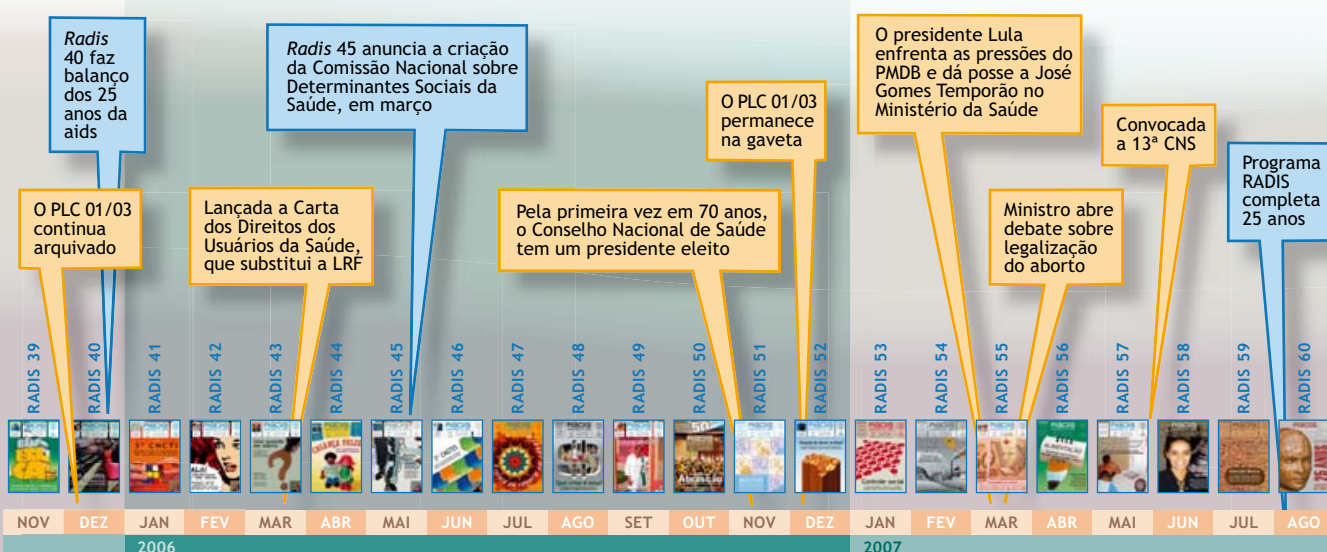 Radis
40 faz
balanço
dos 25
anos da
aids
Radis 45 anuncia a criação
da Comissão Nacional sobre
Determinantes Sociais da
Saúde, em março
O PLC 01/03
permanece
na gaveta
O presidente Lula
enfrenta as pressões do
PMDB e dá posse a José
Gomes Temporão no
Ministério da Saúde
Convocada
a 13ª CNS
Programa
RADIS
completa
25 anos
O PLC 01/03
continua
arquivado
Lançada a Carta
dos Direitos dos
Usuários da Saúde,
que substitui a LRF
Pela primeira vez em 70 anos,
o Conselho Nacional de Saúde
tem um presidente eleito
Ministro abre
debate sobre
legalização
do aborto
RADIS 39
RADIS 40
RADIS 41
RADIS 42
RADIS 43
RADIS 44
RADIS 45
RADIS 46
RADIS 47
RADIS 48
RADIS 49
RADIS 50
RADIS 51
RADIS 52
RADIS 53
RADIS 54
RADIS 55
RADIS 56
RADIS 57
RADIS 58
RADIS 59
RADIS 60
NOV DEZ JAN FEV MAR ABR MAI JUN JUL AGO SET OUT NOV DEZ JAN FEV MAR ABR MAI JUN JUL AGO
2006 2007